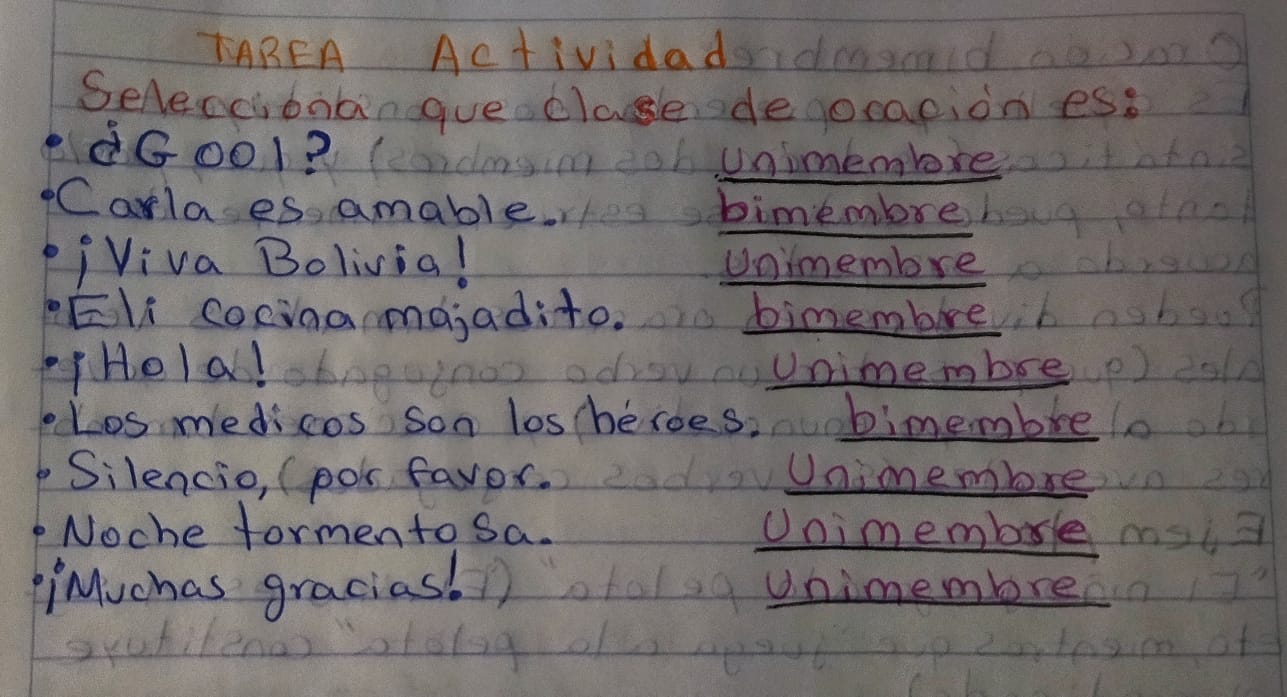 TAREA Actividad
Selecciona que clase de oración es:
• ¿Gool? unimembre
• Carla es amable. bimembre
• ¡Viva Bolivia! Unimembre
• Eli cocina majadito. bimembre
• ¡Hola! Unimembre
• Los medicos son los héroes. bimembre
• Silencio, por favor. Unimembre
• Noche tormentosa. Unimembre
• ¡Muchas gracias! Unimembre